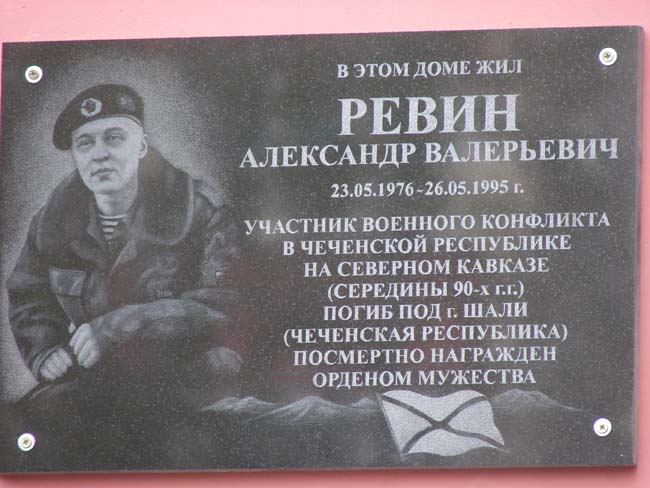 В ЭТОМ ДОМЕ ЖИЛ
РЕВИН
АЛЕКСАНДР ВАЛЕРЬЕВИЧ
23.05.1976-26.05.1995 г.
УЧАСТНИК ВОЕННОГО КОНФЛИКТА
В ЧЕЧЕНСКОЙ РЕСПУБЛИКЕ
НА СЕВЕРНОМ КАВКАЗЕ
(СЕРЕДИНЫ 90-х г.г.)
ПОГИБ ПОД г. ШАЛИ
(ЧЕЧЕНСКАЯ РЕСПУБЛИКА)
ПОСМЕРТНО НАГРАЖДЕН
ОРДЕНОМ МУЖЕСТВА